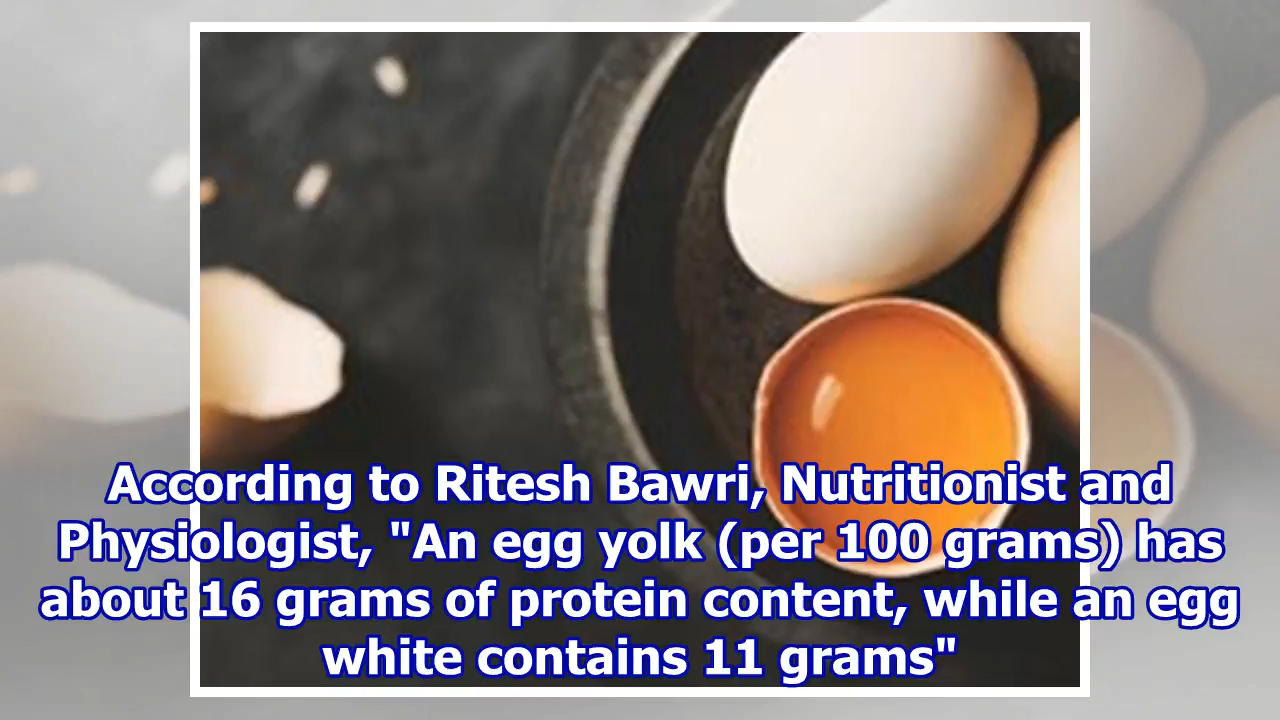 According to Ritesh Bawri, Nutritionist and
Physiologist, "An egg yolk (per 100 grams) has
about 16 grams of protein content, while an egg
white contains 11 grams"